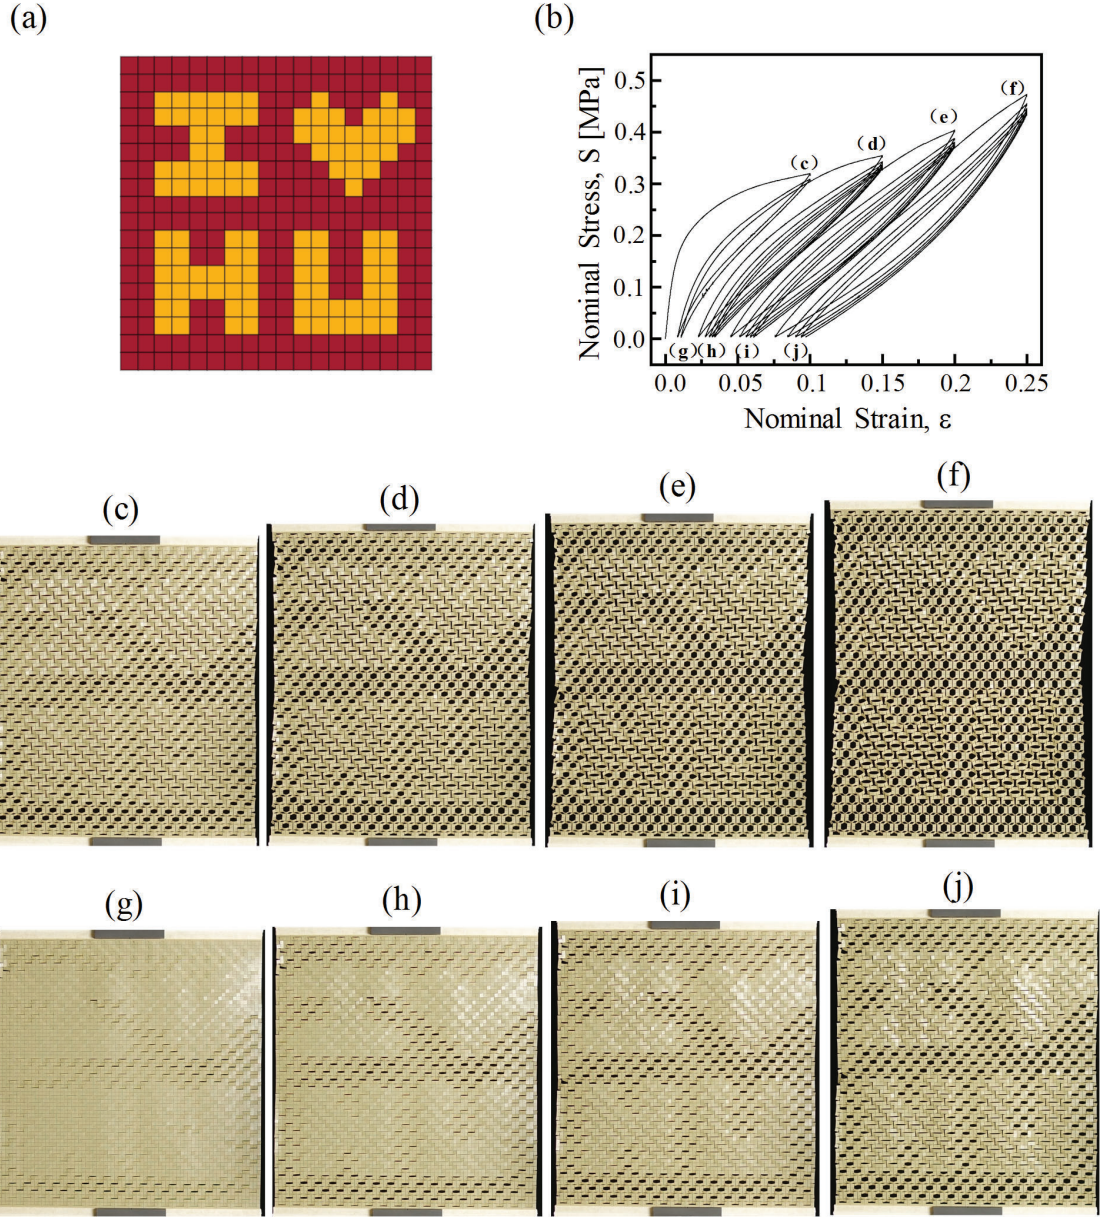 (a)
I
HU
(b)
Nominal Stress, S [MPa]
0.5
0.4
0.3
0.2
0.1
0.0
(c)
(d)
(e)
(f)
(g)
(h)
(i)
(j)
0.0 0.05 0.1 0.15 0.2 0.25
Nominal Strain, ε
(c) (d) (e) (f)
(g) (h) (i) (j)